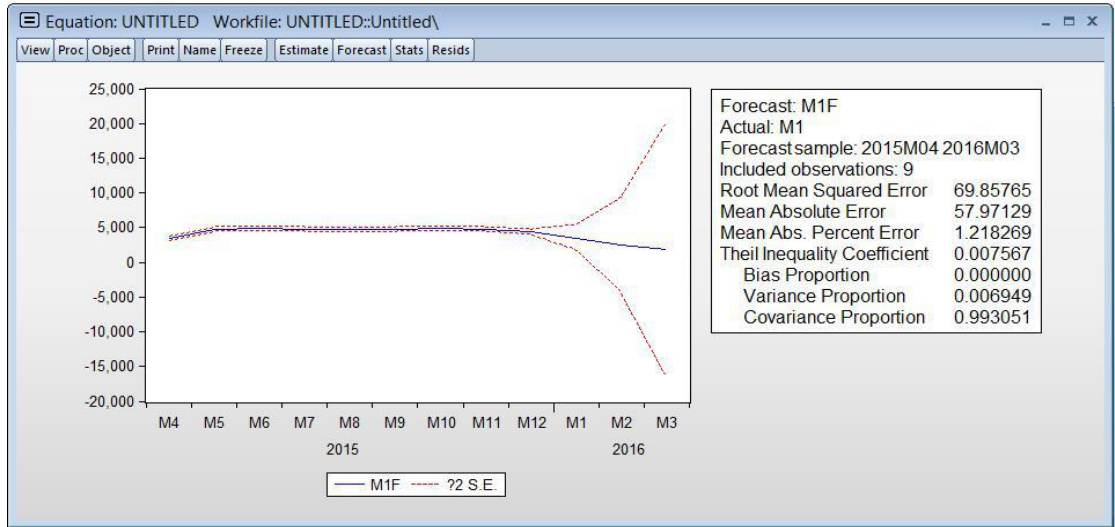 Equation: UNTITLED Workfile: UNTITLED::Untitled\
View Proc Object Print Name Freeze Estimate Forecast Stats Resids
25,000
20,000
15,000
10,000
5,000
0
-5,000
-10,000
-15,000
-20,000
M4 M5 M6 M7 M8 M9 M10 M11 M12 M1 M2 M3
2015 2016
M1F ?2 S.E.
Forecast: M1F
Actual: M1
Forecast sample: 2015M04 2016M03
Included observations: 9
Root Mean Squared Error 69.85765
Mean Absolute Error 57.97129
Mean Abs. Percent Error 1.218269
Theil Inequality Coefficient 0.007567
Bias Proportion 0.000000
Variance Proportion 0.006949
Covariance Proportion 0.993051